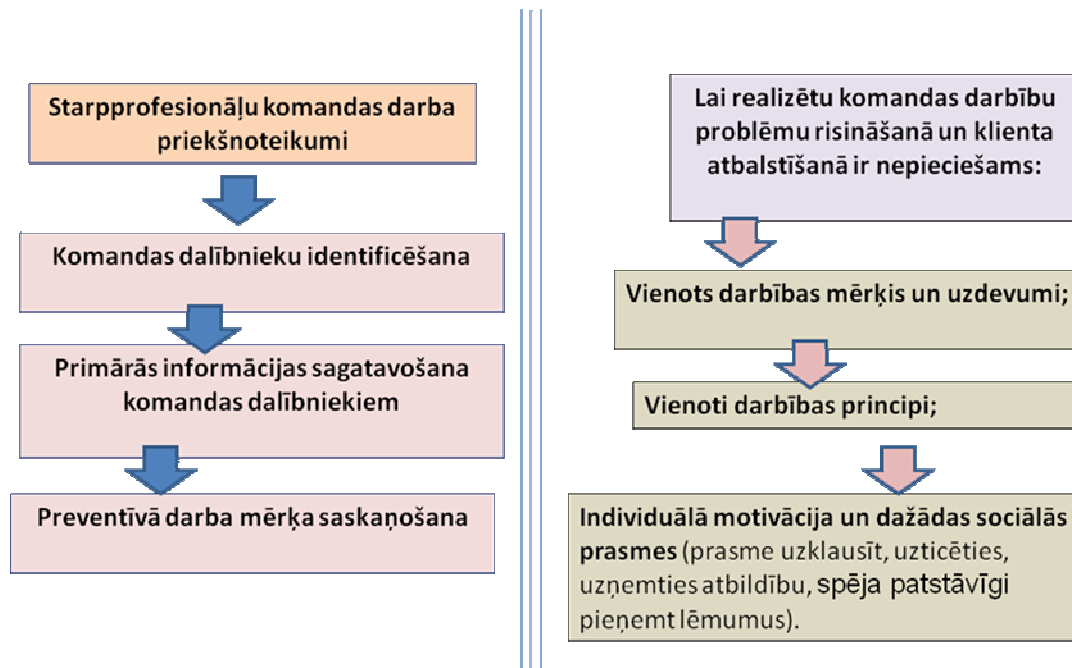 Starpprofesionāļu komandas darba
priekšnoteikumi
Komandas dalībnieku identificēšana
Primārās informācijas sagatavošana
komandas dalībniekiem
Preventīvā darba mērķa saskaņošana
Lai realizētu komandas darbību
problēmu risināšanā un klienta
atbalstīšanā ir nepieciešams:
Vienots darbības mērķis un uzdevumi;
Vienoti darbības principi;
Individuālā motivācija un dažādas sociālās
prasmes (prasme uzklausīt, uzticēties,
uzņemties atbildību, spēja patstāvīgi
pieņemt lēmumus).